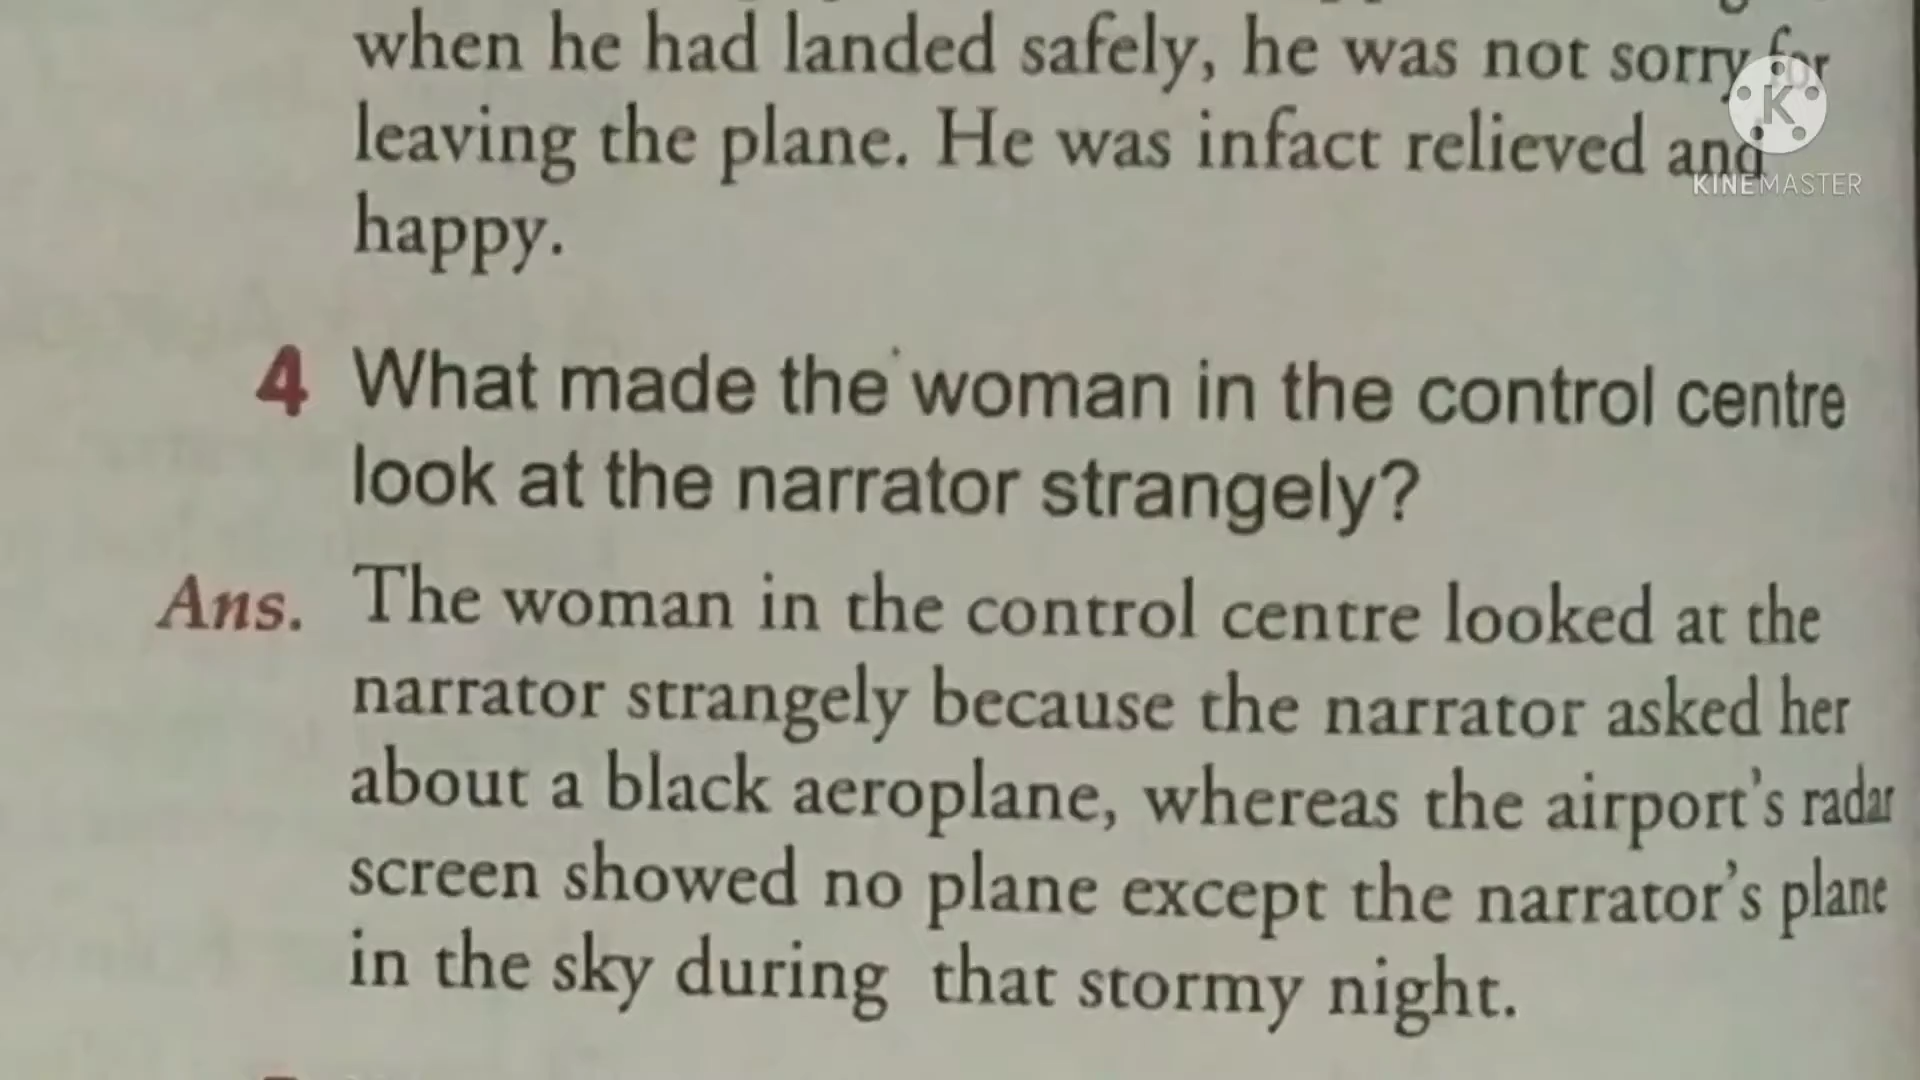 when he had landed safely, he was not sorry for
leaving the plane. He was infact relieved and
happy.
KINEMASTER
4 What made the woman in the control centre
look at the narrator strangely?
Ans. The woman in the control centre looked at the
narrator strangely because the narrator asked her
about a black aeroplane, whereas the airport's radar
screen showed no plane except the narrator's plane
in the sky during that stormy night.